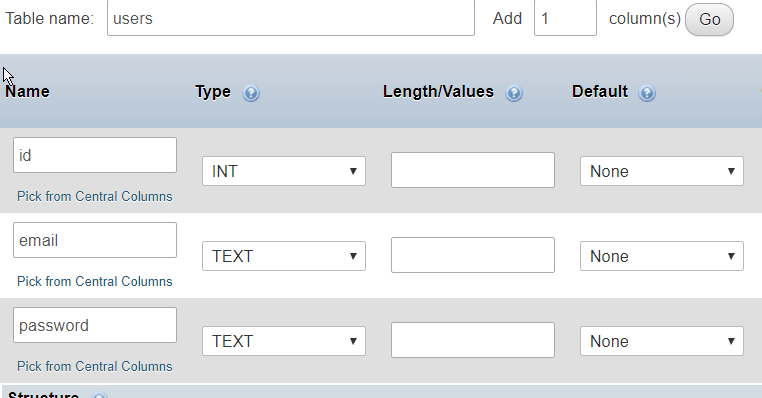 Table name: users Add 1 column(s) Go
Name Type Length/Values Default
id INT None
Pick from Central Columns
email TEXT None
Pick from Central Columns
password TEXT None
Pick from Central Columns
Structure